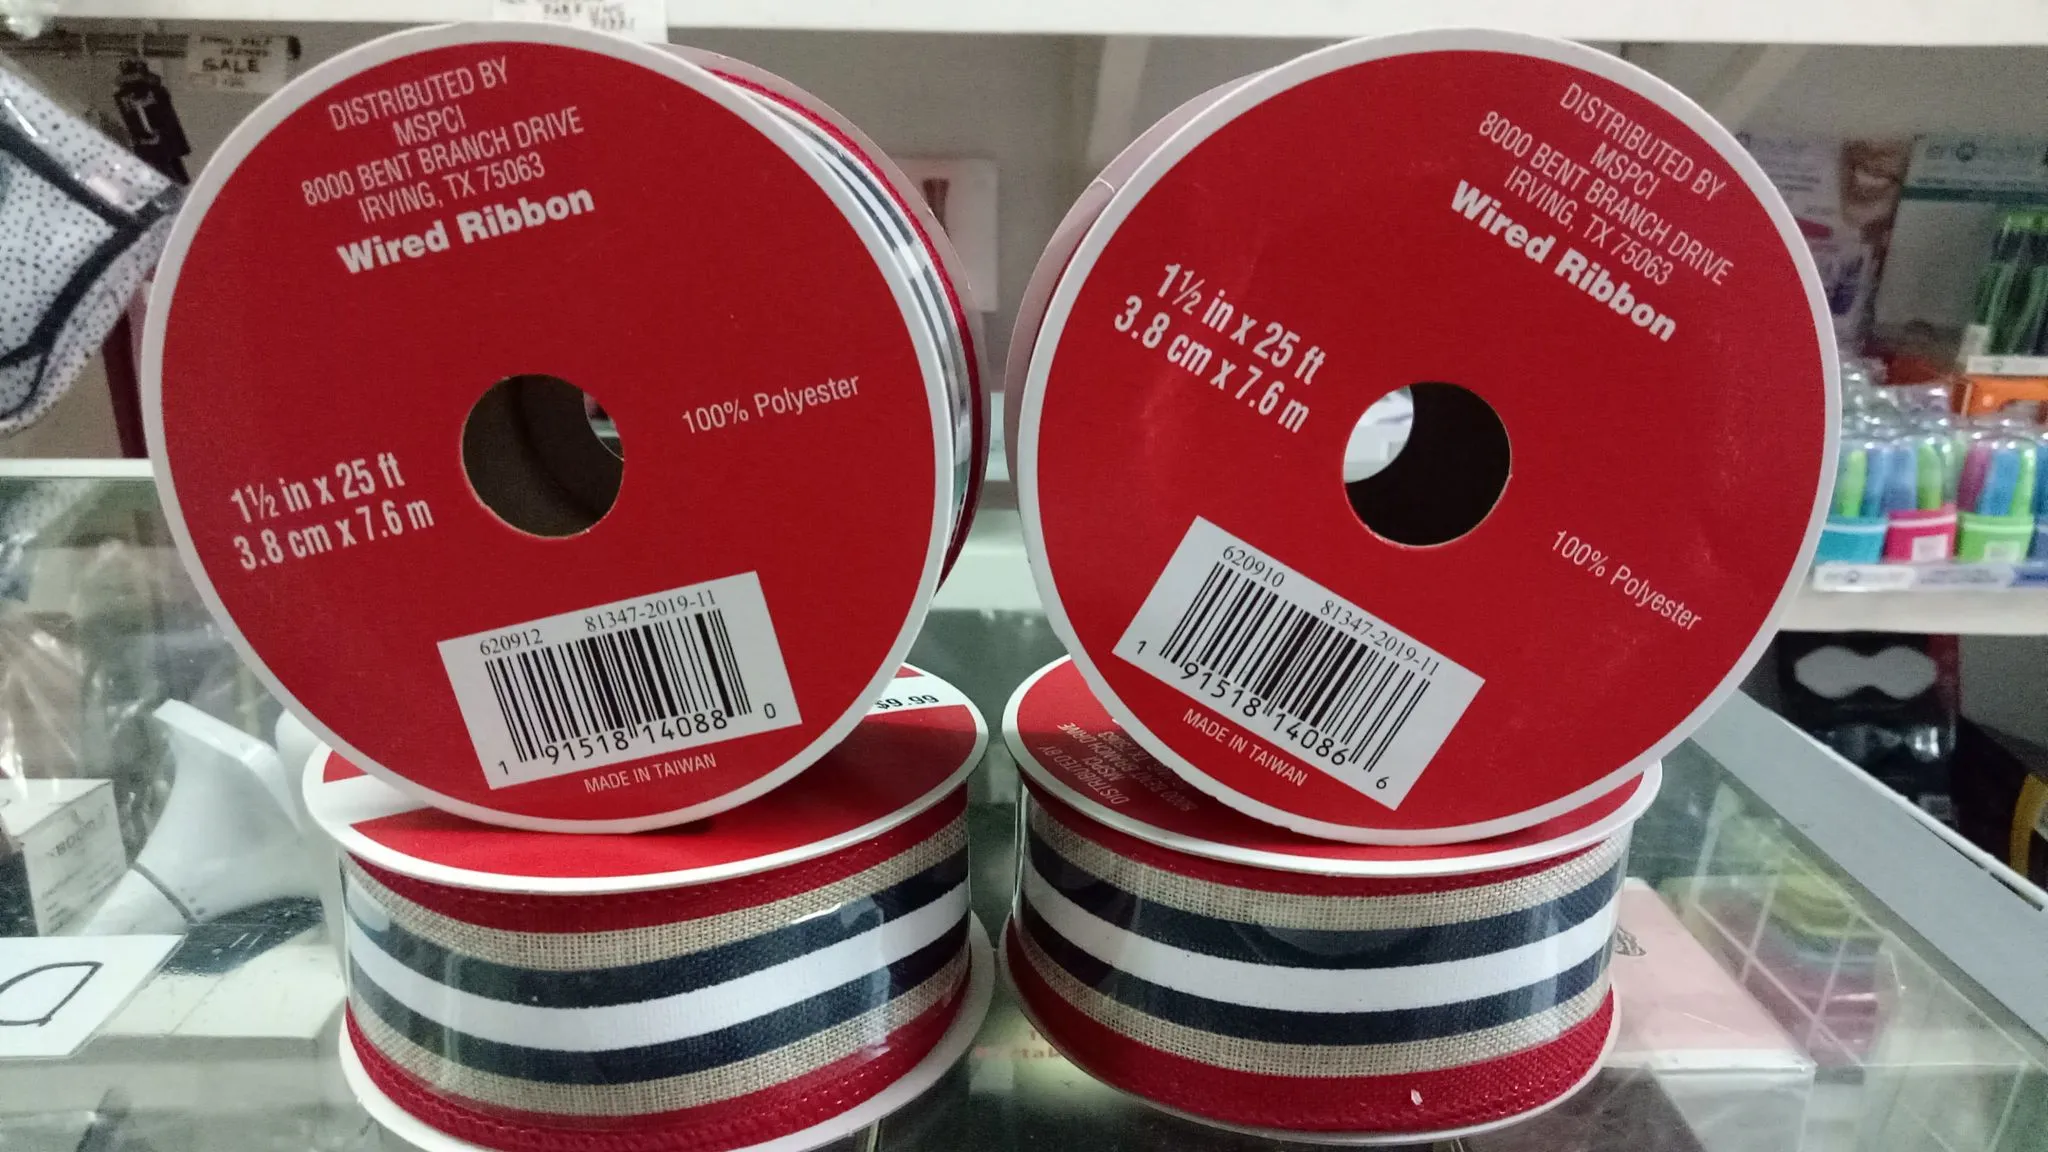 SALE
DISTRIBUTED BY
MSPCI
8000 BENT BRANCH DRIVE
IRVING, TX 75063
Wired Ribbon
1½ in x 25 ft
3.8 cm x 7.6 m
100% Polyester
620912 81347-2019-11
1 91518 14088 0
MADE IN TAIWAN
DISTRIBUTED BY
MSPCI
8000 BENT BRANCH DRIVE
IRVING, TX 75063
Wired Ribbon
1½ in x 25 ft
3.8 cm x 7.6 m
100% Polyester
620910 81347-2019-11
1 91518 14086 6
MADE IN TAIWAN
$9.99
DISTRIBUTED BY
MSPCI